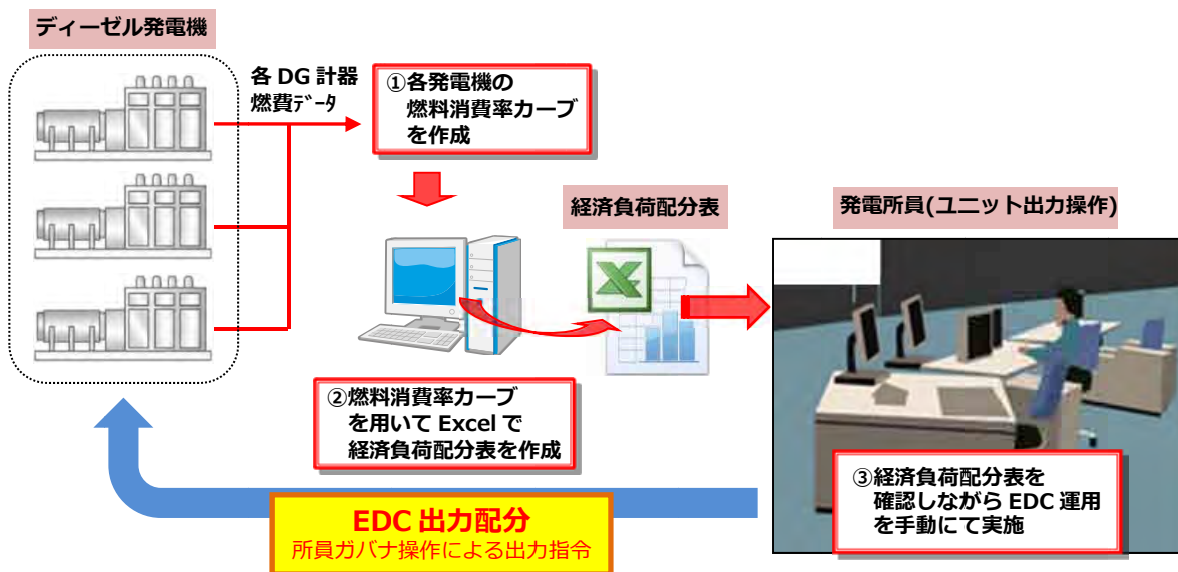 ディーゼル発電機
各 DG 計器
燃費ﾃﾞｰﾀ
①各発電機の
燃料消費率カーブ
を作成
経済負荷配分表
発電所員(ユニット出力操作)
②燃料消費率カーブ
を用いて Excel で
経済負荷配分表を作成
③経済負荷配分表を
確認しながら EDC 運用
を手動にて実施
EDC 出力配分
所員ガバナ操作による出力指令